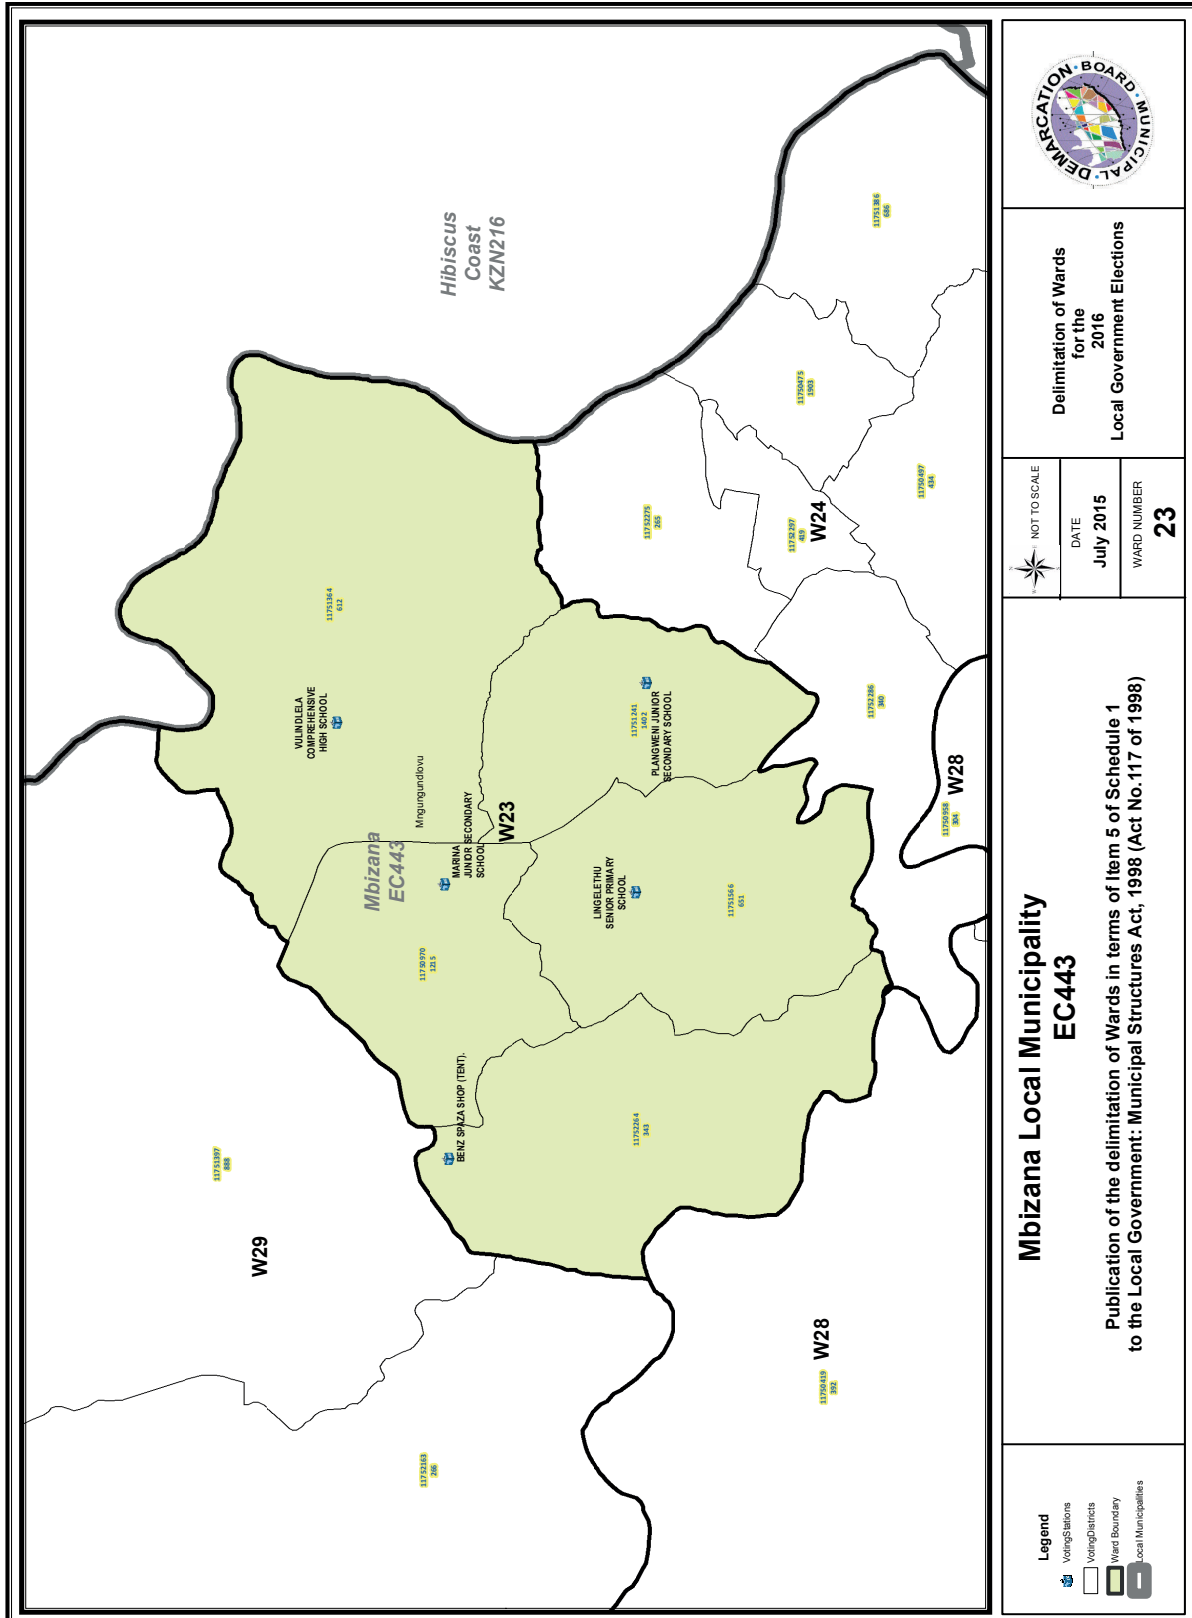 Hibiscus
Coast
KZN216
11751386
686
11751364
612
VULINDLELA
COMPREHENSIVE
HIGH SCHOOL
11750475
1903
11750497
434
11752275
265
11752297
419
W24
Mngungundlovu
Mbizana
EC443
MARINA
JUNIOR SECONDARY
SCHOOL
W23
11751241
1402
PLANGWENI JUNIOR
SECONDARY SCHOOL
11752286
340
W28
11750958
304
11750970
1215
LINGELETHU
SENIOR PRIMARY
SCHOOL
11751566
651
BENZ SPAZA SHOP (TENT).
11752264
343
11751397
888
W29
W28
11750419
392
11752163
266
Legend
VotingStations
VotingDistricts
Ward Boundary
Local Municipalities
Mbizana Local Municipality
EC443
Publication of the delimitation of Wards in terms of Item 5 of Schedule 1
to the Local Government: Municipal Structures Act, 1998 (Act No.117 of 1998)
N
E
S
W
NOT TO SCALE
DATE
July 2015
WARD NUMBER
23
Delimitation of Wards
for the
2016
Local Government Elections
MUNICIPAL DEMARCATION BOARD